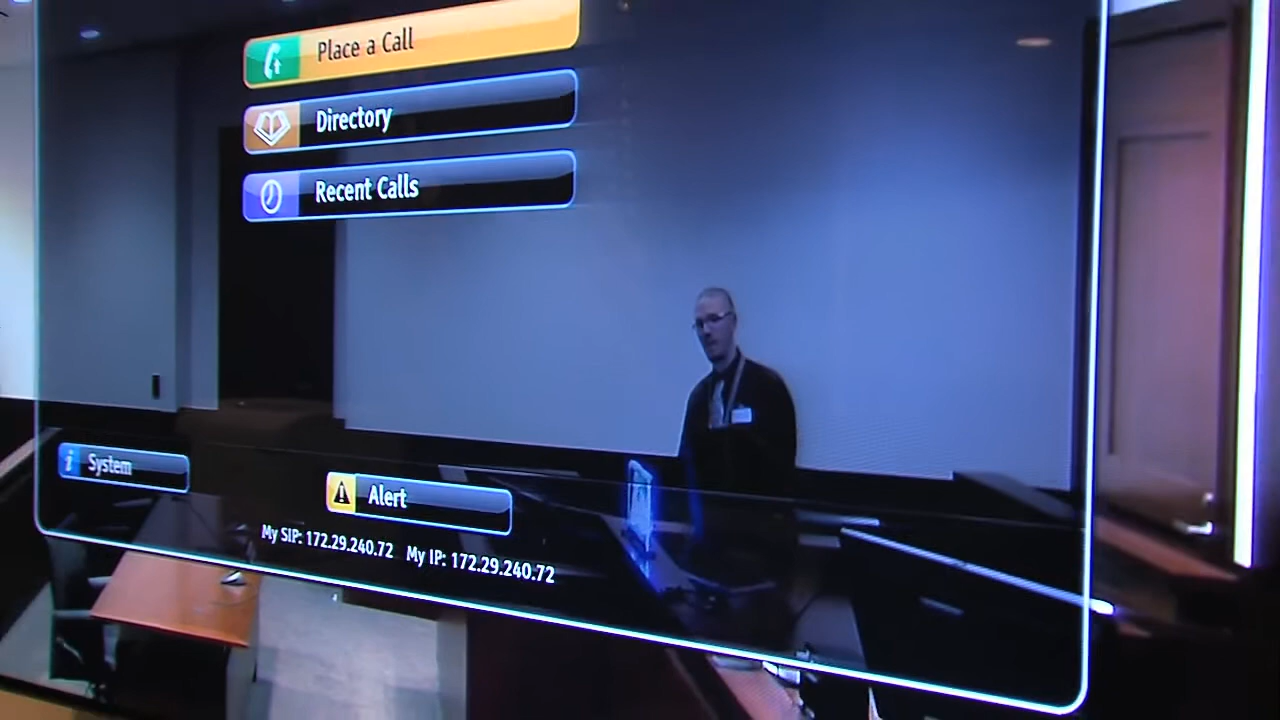 Place a Call
Directory
Recent Calls
System
Alert
My SIP: 172.29.240.72 My IP: 172.29.240.72